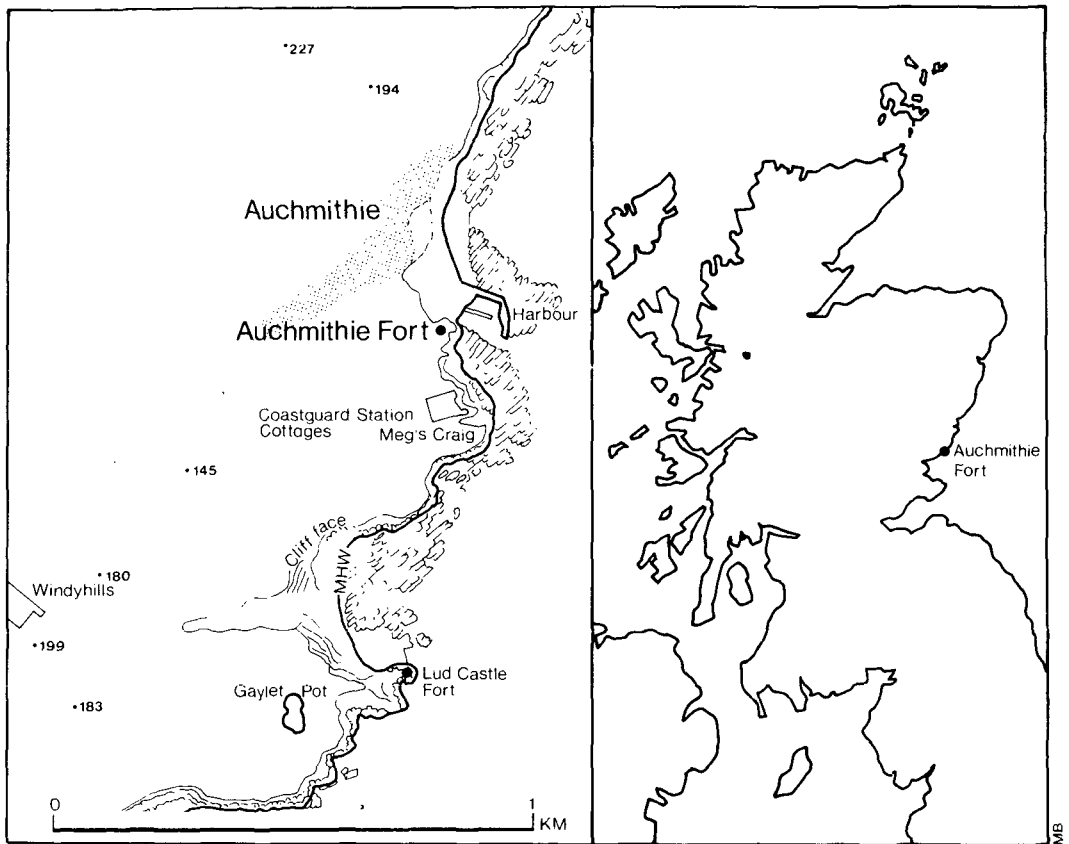 227
194
Auchmithie
Harbour
Auchmithie Fort
Coastguard Station
Cottages
Meg's Craig
145
Cliff face
MHW
180
Windyhills
199
Lud Castle
Fort
Gaylet Pot
183
0
1
KM
Auchmithie
Fort
MB